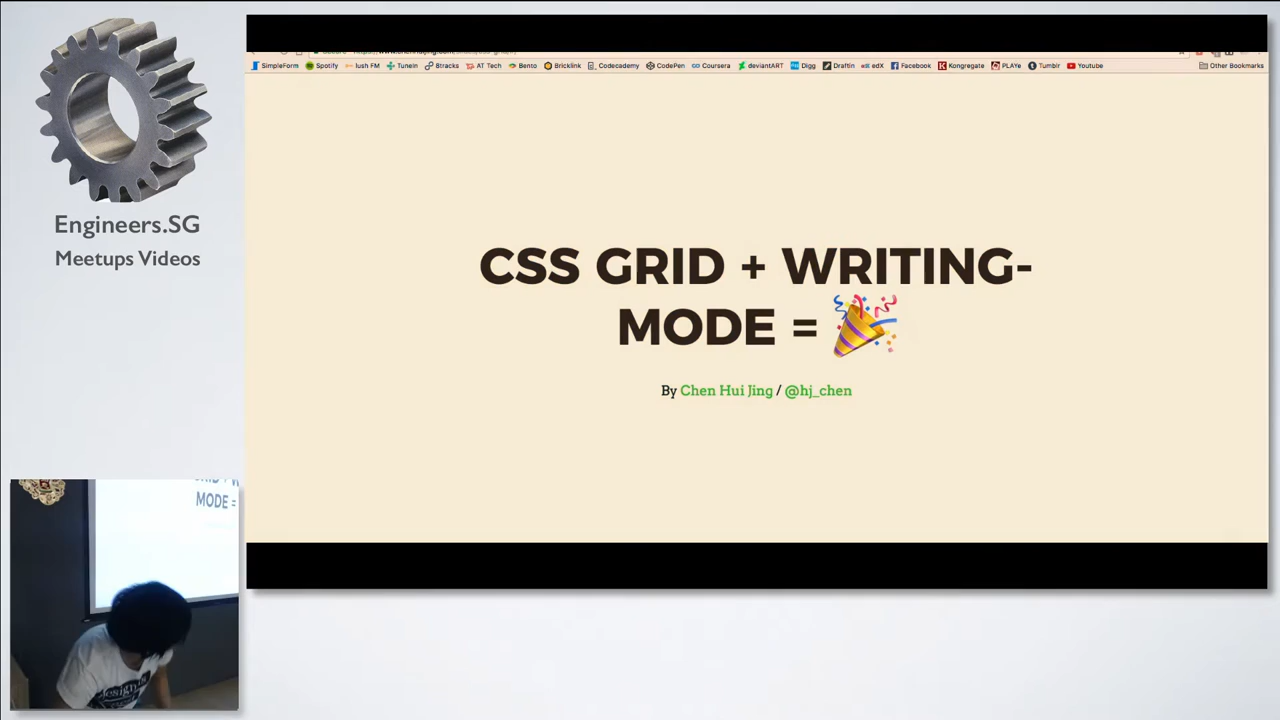 Engineers.SG
Meetups Videos
SimpleForm Spotify lush FM Tunein 8tracks AT Tech Bento Bricklink Codecademy CodePen Coursera deviantART Digg Draftin edX Facebook Kongregate PLAYe Tumblr Youtube Other Bookmarks
CSS GRID + WRITING-
MODE = 🎉
By Chen Hui Jing / @hj_chen
MODE =
design